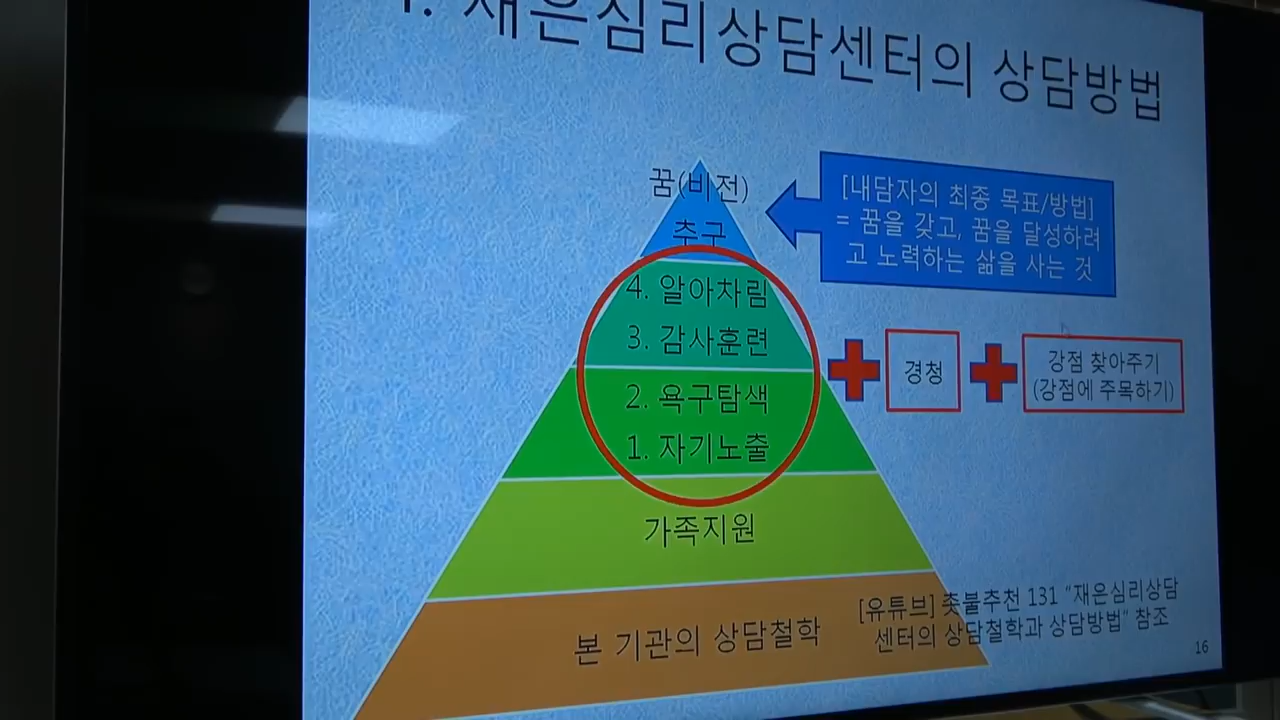 재은심리상담센터의 상담방법
꿈(비전)
추구
[내담자의 최종 목표/방법]
= 꿈을 갖고, 꿈을 달성하려
고 노력하는 삶을 사는 것
4. 알아차림
3. 감사훈련
2. 욕구탐색
1. 자기노출
경청
강점 찾아주기
(강점에 주목하기)
가족지원
본 기관의 상담철학
[유튜브] 촛불추천 131 "재은심리상담
센터의 상담철학과 상담방법" 참조
16